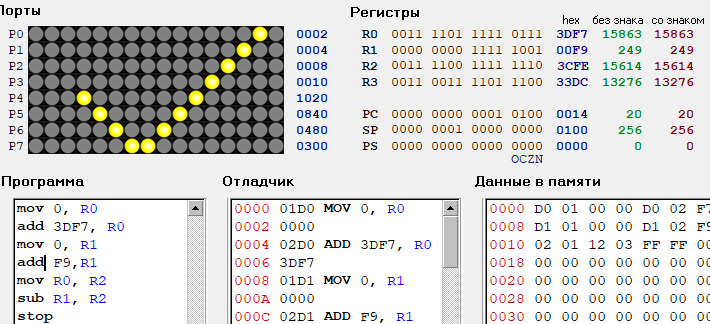 Порты
P0 0002
P1 0004
P2 0008
P3 0010
P4 1020
P5 0840
P6 0480
P7 0300
Регистры hex без знака со знаком
R0 0011 1101 1111 0111 3DF7 15863 15863
R1 0000 0000 1111 1001 00F9 249 249
R2 0011 1100 1111 1110 3CFE 15614 15614
R3 0011 0011 1101 1100 33DC 13276 13276
PC 0000 0000 0001 0100 0014 20 20
SP 0000 0001 0000 0000 0100 256 256
PS 0000 0000 0000 0000 0000 0 0
OCZN
Программа
mov 0, R0
add 3DF7, R0
mov 0, R1
add F9,R1
mov R0, R2
sub R1, R2
stop
Отладчик
0000 01D0 MOV 0, R0
0002 0000
0004 02D0 ADD 3DF7, R0
0006 3DF7
0008 01D1 MOV 0, R1
000A 0000
000C 02D1 ADD F9, R1
Данные в памяти
0000 D0 01 00 00 D0 02 F7
0008 D1 01 00 00 D1 02 F9
0010 02 01 12 03 FF FF 00
0018 00 00 00 00 00 00 00
0020 00 00 00 00 00 00 00
0028 00 00 00 00 00 00 00
0030 00 00 00 00 00 00 00